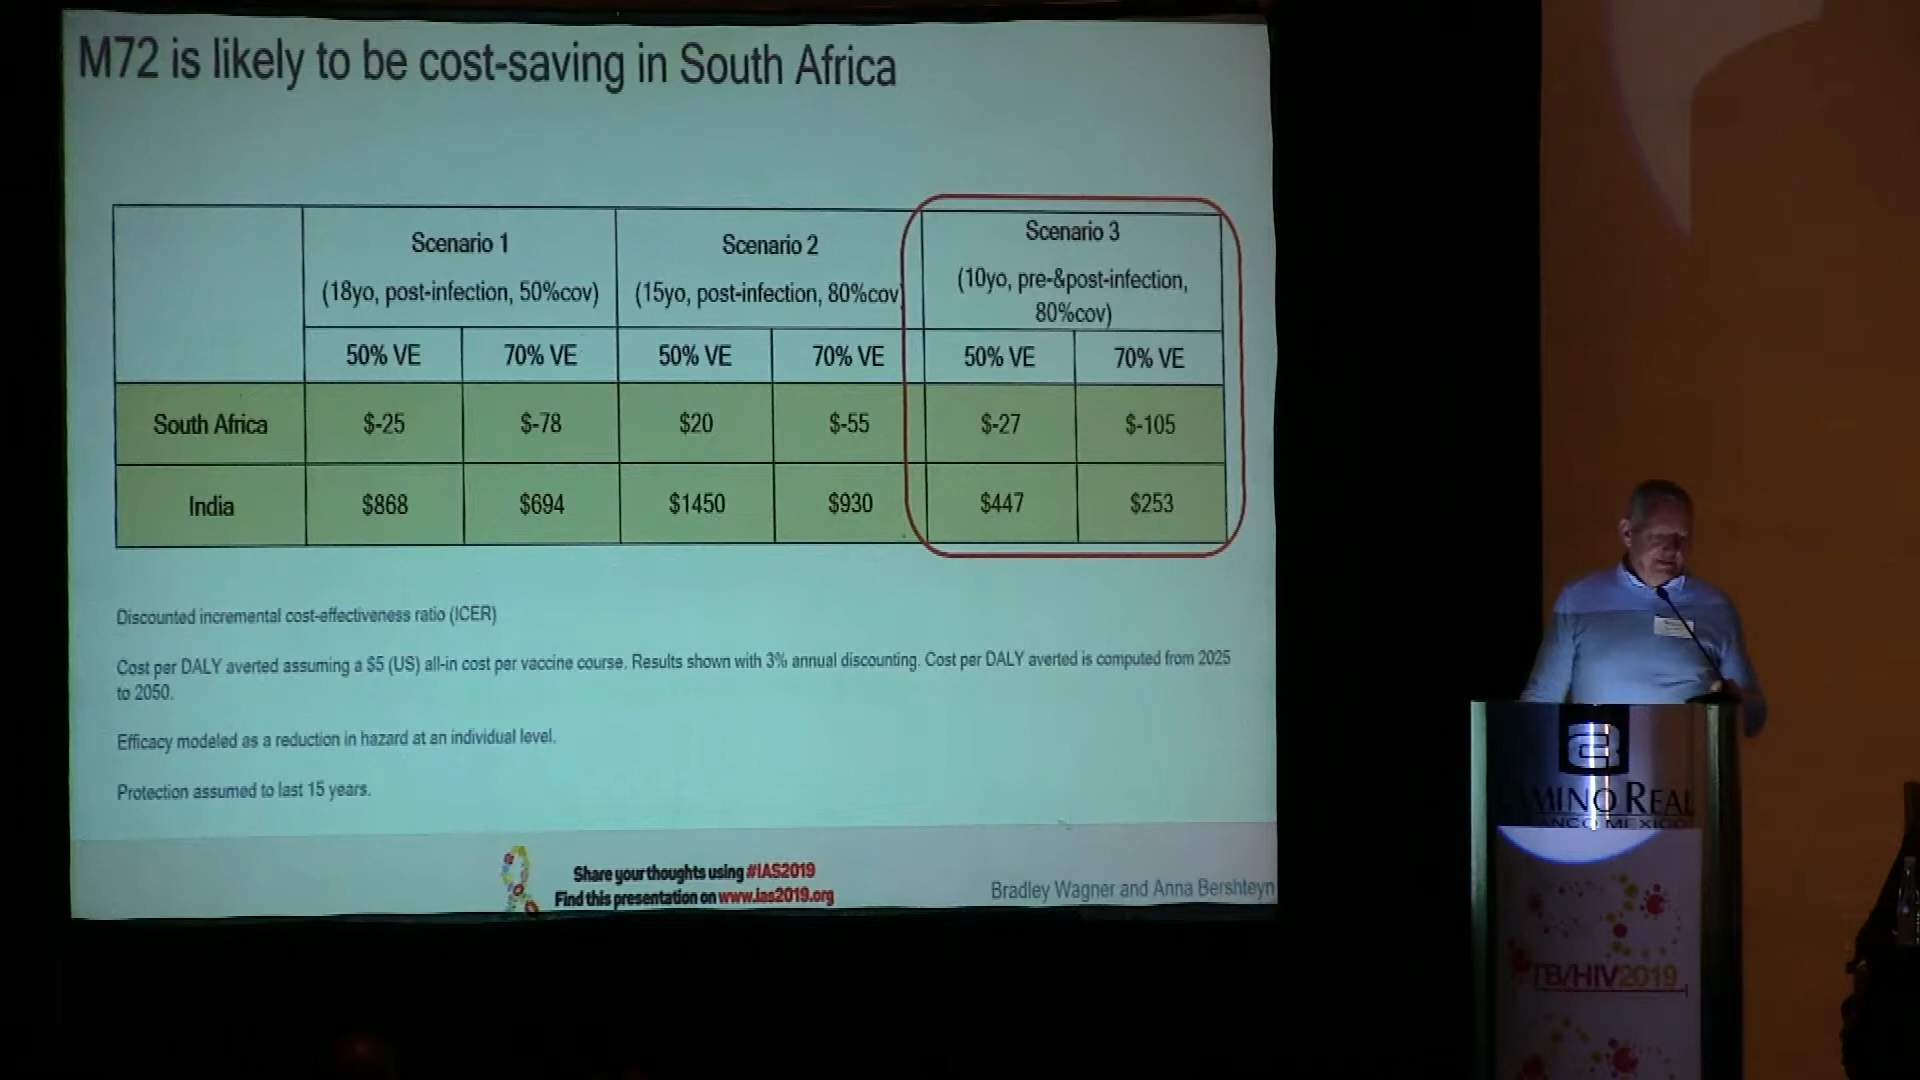 M72 is likely to be cost-saving in South Africa
Scenario 1
(18yo, post-infection, 50%cov)
Scenario 2
(15yo, post-infection, 80%cov)
Scenario 3
(10yo, pre-&post-infection,
80%cov)
50% VE 70% VE 50% VE 70% VE 50% VE 70% VE
South Africa $-25 $-78 $20 $-55 $-27 $-105
India $868 $694 $1450 $930 $447 $253
Discounted incremental cost-effectiveness ratio (ICER)
Cost per DALY averted assuming a $5 (US) all-in cost per vaccine course. Results shown with 3% annual discounting. Cost per DALY averted is computed from 2025
to 2050.
Efficacy modeled as a reduction in hazard at an individual level.
Protection assumed to last 15 years.
Share your thoughts using #IAS2019
Find this presentation on www.ias2019.org
Bradley Wagner and Anna Bershteyn
REAL
MEXICO
TB/HIV2019